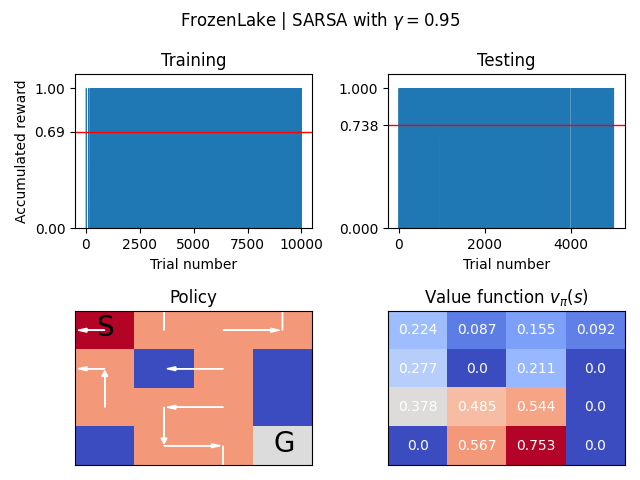 FrozenLake | SARSA with γ = 0.95
Training
Testing
Accumulated reward
1.00
0.69
0.00
0
2500
5000
7500
10000
Trial number
1.000
0.738
0.000
0
2000
4000
Trial number
Policy
S
G
Value function vπ(s)
0.224 0.087 0.155 0.092
0.277 0.0 0.211 0.0
0.378 0.485 0.544 0.0
0.0 0.567 0.753 0.0